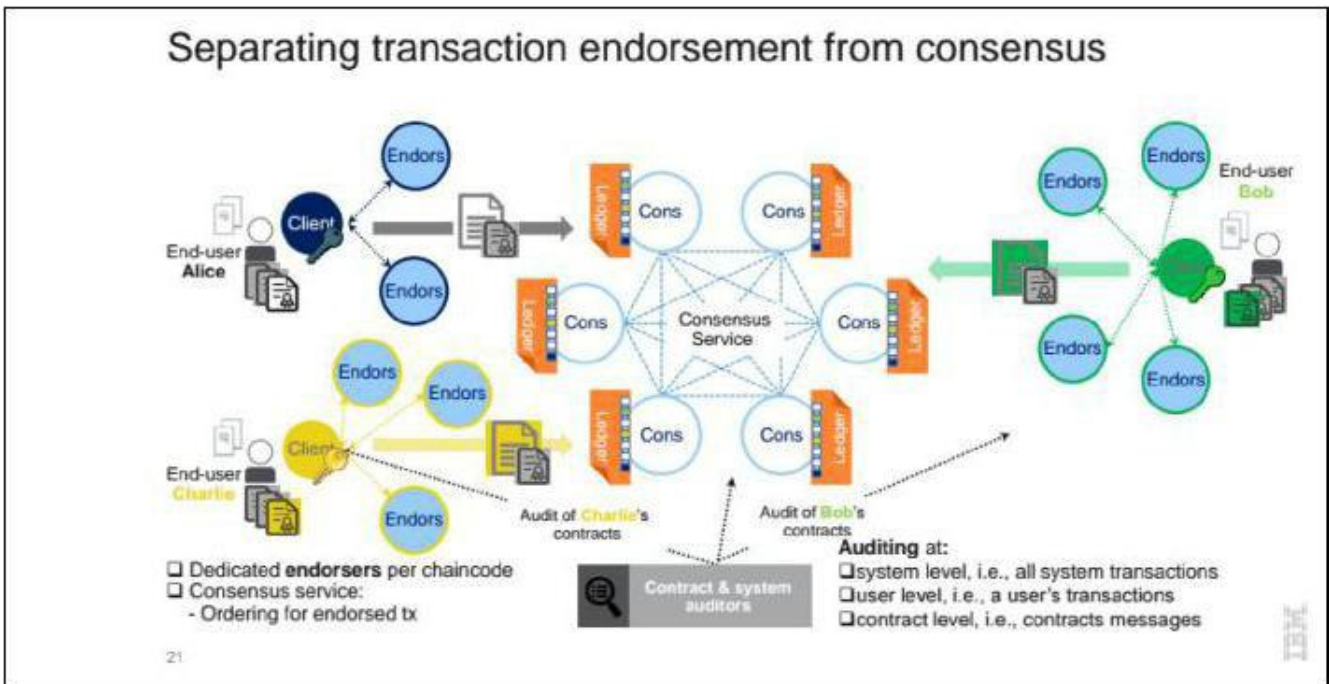 Separating transaction endorsement from consensus
Endors
Endors
Client
End-user
Alice
Endors
Endors
Client
End-user
Charlie
Endors
Endors
Ledger
Cons
Cons
Ledger
Ledger
Cons
Consensus
Service
Cons
Ledger
Ledger
Cons
Cons
Ledger
Endors
Endors
End-user
Bob
Endors
Endors
Audit of Charlie's
contracts
Audit of Bob's
contracts
❑ Dedicated endorsers per chaincode
❑ Consensus service:
- Ordering for endorsed tx
Contract & system
auditors
Auditing at:
❑system level, i.e., all system transactions
❑user level, i.e., a user's transactions
❑contract level, i.e., contracts messages
21
IBM